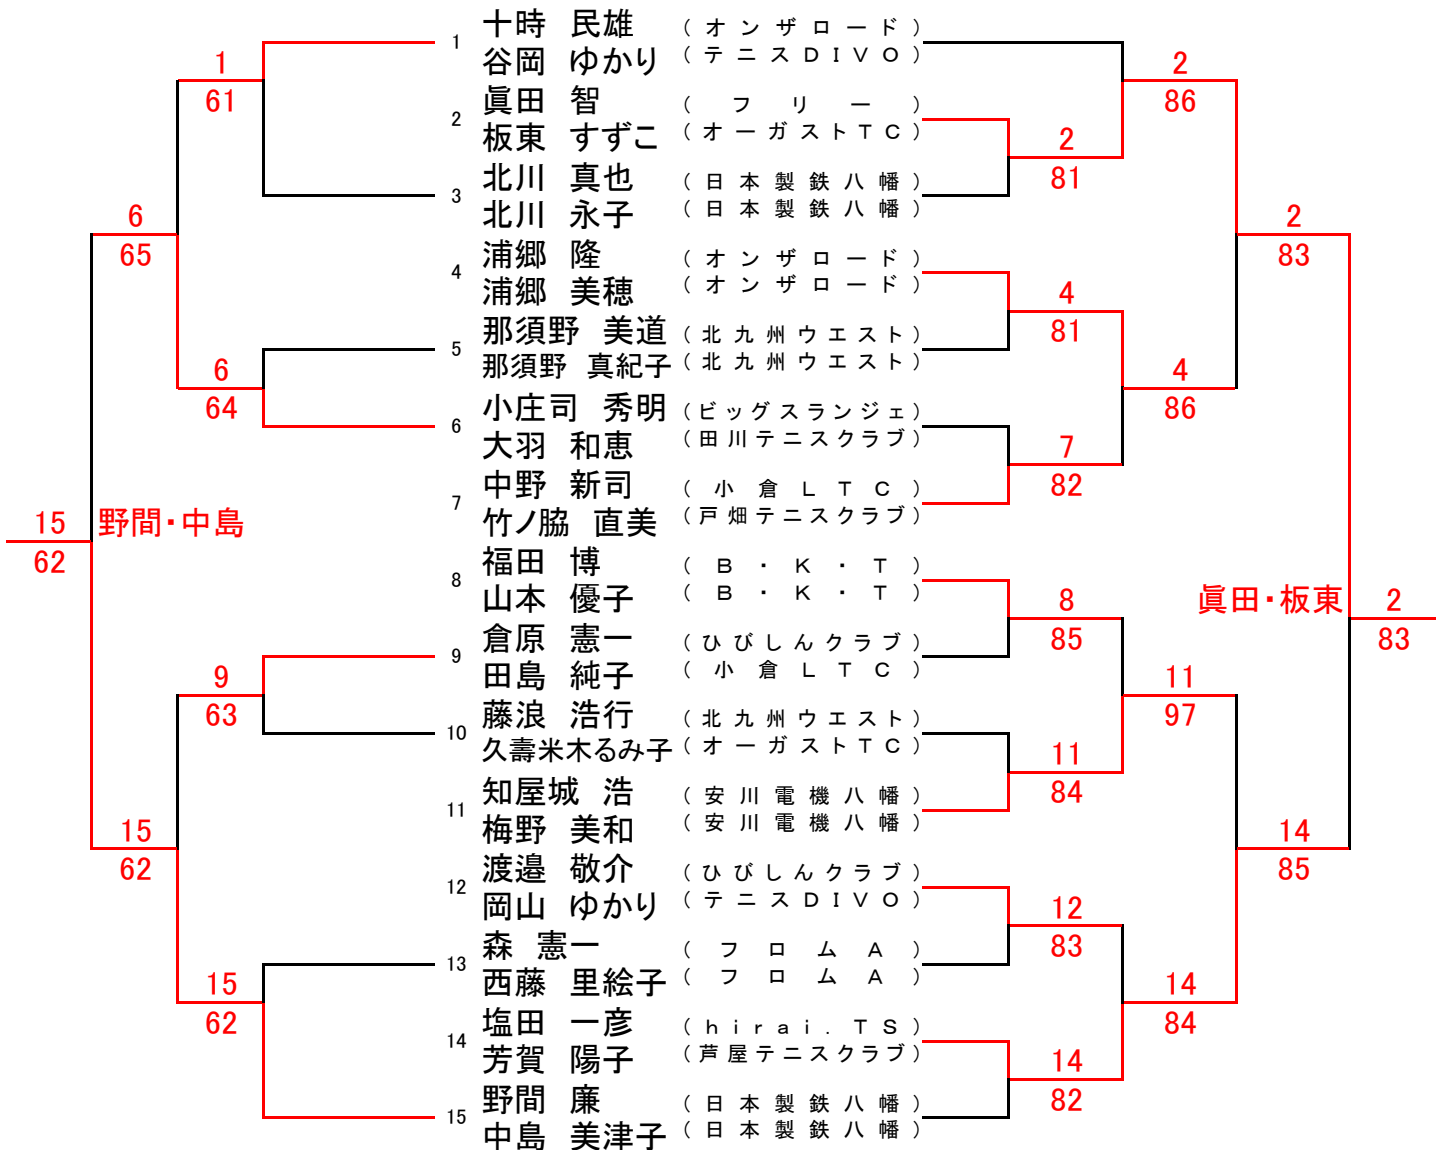 1 十時 民雄 (オンザロード)
谷岡 ゆかり (テニスDIVO)
2 眞田 智 (フリー)
板東 すずこ (オーガストTC)
3 北川 真也 (日本製鉄八幡)
北川 永子 (日本製鉄八幡)
4 浦郷 隆 (オンザロード)
浦郷 美穂 (オンザロード)
5 那須野 美道 (北九州ウエスト)
那須野 真紀子 (北九州ウエスト)
6 小庄司 秀明 (ビッグスランジェ)
大羽 和恵 (田川テニスクラブ)
7 中野 新司 (小倉LTC)
竹ノ脇 直美 (戸畑テニスクラブ)
8 福田 博 (B・K・T)
山本 優子 (B・K・T)
9 倉原 憲一 (ひびしんクラブ)
田島 純子 (小倉LTC)
10 藤浪 浩行 (北九州ウエスト)
久壽米木るみ子 (オーガストTC)
11 知屋城 浩 (安川電機八幡)
梅野 美和 (安川電機八幡)
12 渡邉 敬介 (ひびしんクラブ)
岡山 ゆかり (テニスDIVO)
13 森 憲一 (フロムA)
西藤 里絵子 (フロムA)
14 塩田 一彦 (hirai.TS)
芳賀 陽子 (芦屋テニスクラブ)
15 野間 廉 (日本製鉄八幡)
中島 美津子 (日本製鉄八幡)
1
61
6
64
9
63
15
62
6
65
15
62
15
62
野間・中島
2
81
4
81
7
82
8
85
11
84
12
83
14
82
2
86
4
86
11
97
14
84
2
83
14
85
眞田・板東
2
83